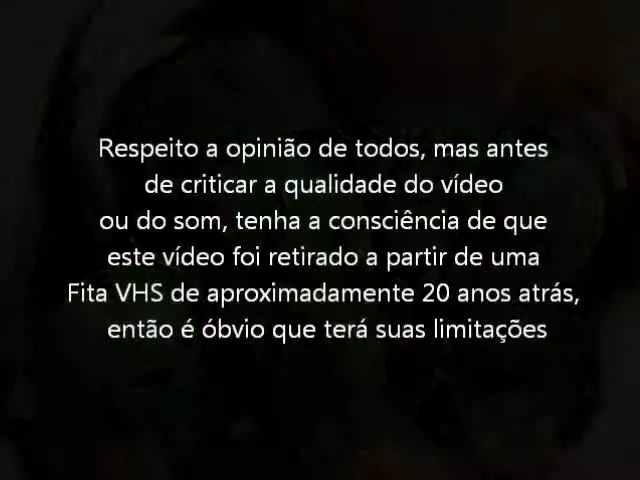 Respeito a opinião de todos, mas antes
de criticar a qualidade do vídeo
ou do som, tenha a consciência de que
este vídeo foi retirado a partir de uma
Fita VHS de aproximadamente 20 anos atrás,
então é óbvio que terá suas limitações